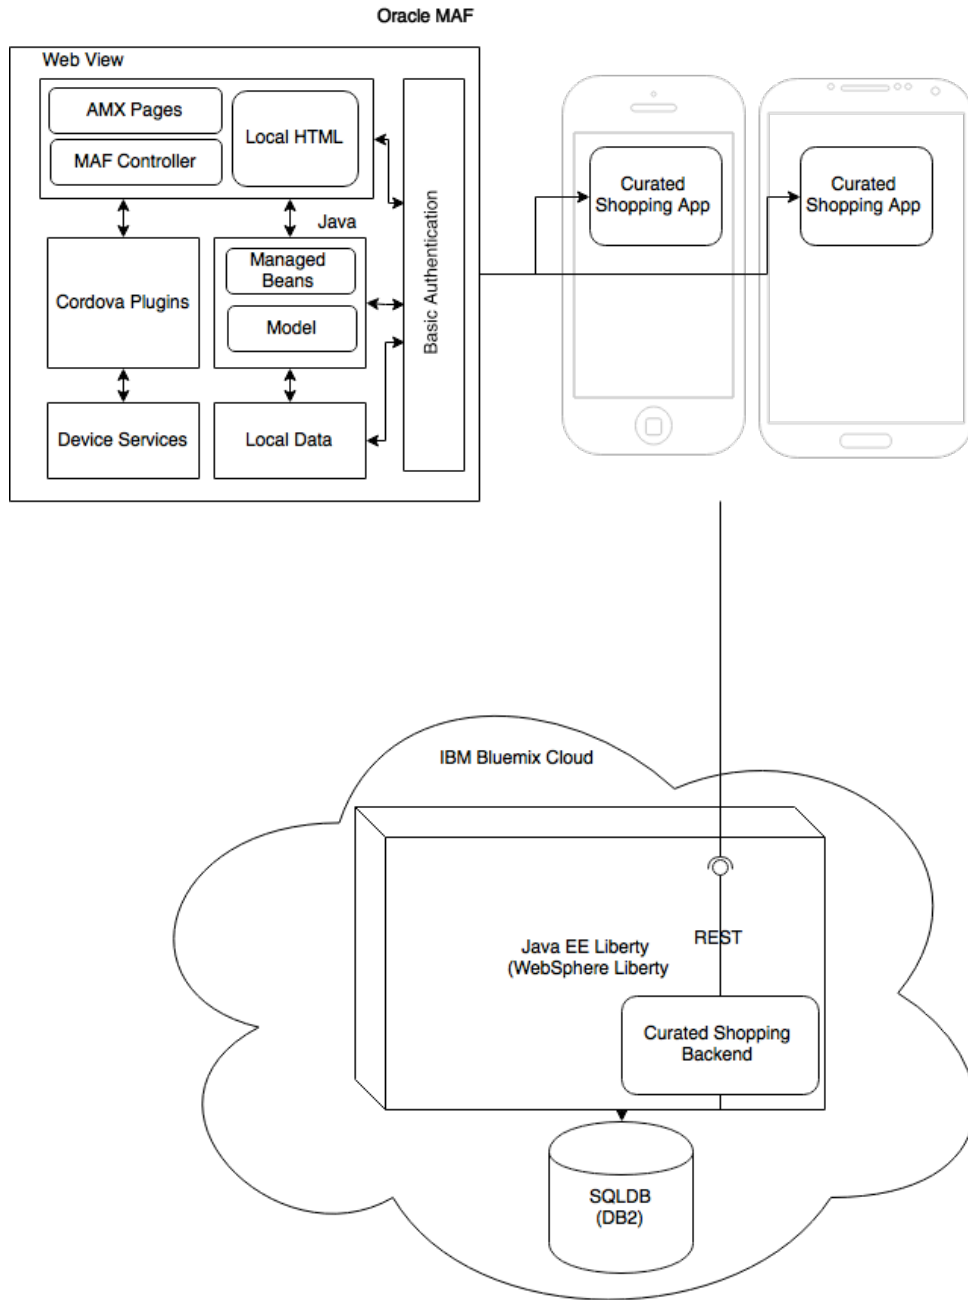 Oracle MAF
Web View
AMX Pages
MAF Controller
Local HTML
Java
Cordova Plugins
Managed
Beans
Model
Device Services
Local Data
Basic Authentication
Curated
Shopping App
Curated
Shopping App
IBM Bluemix Cloud
Java EE Liberty
(WebSphere Liberty
REST
Curated Shopping
Backend
SQLDB
(DB2)